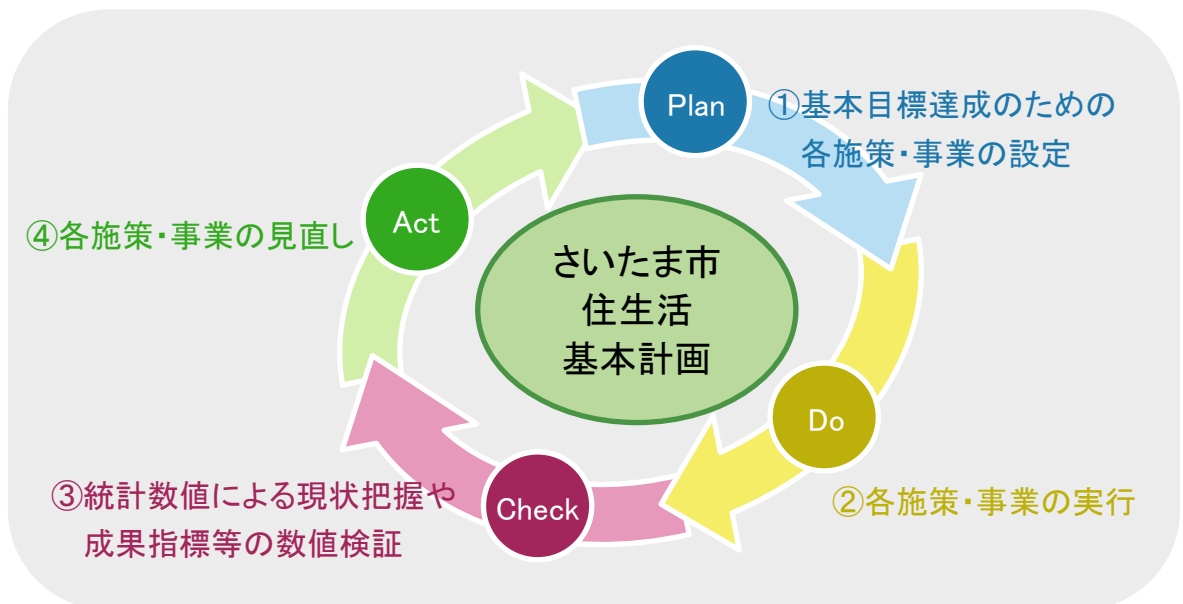 Plan
①基本目標達成のための
各施策・事業の設定
Act
④各施策・事業の見直し
さいたま市
住生活
基本計画
Do
②各施策・事業の実行
Check
③統計数値による現状把握や
成果指標等の数値検証